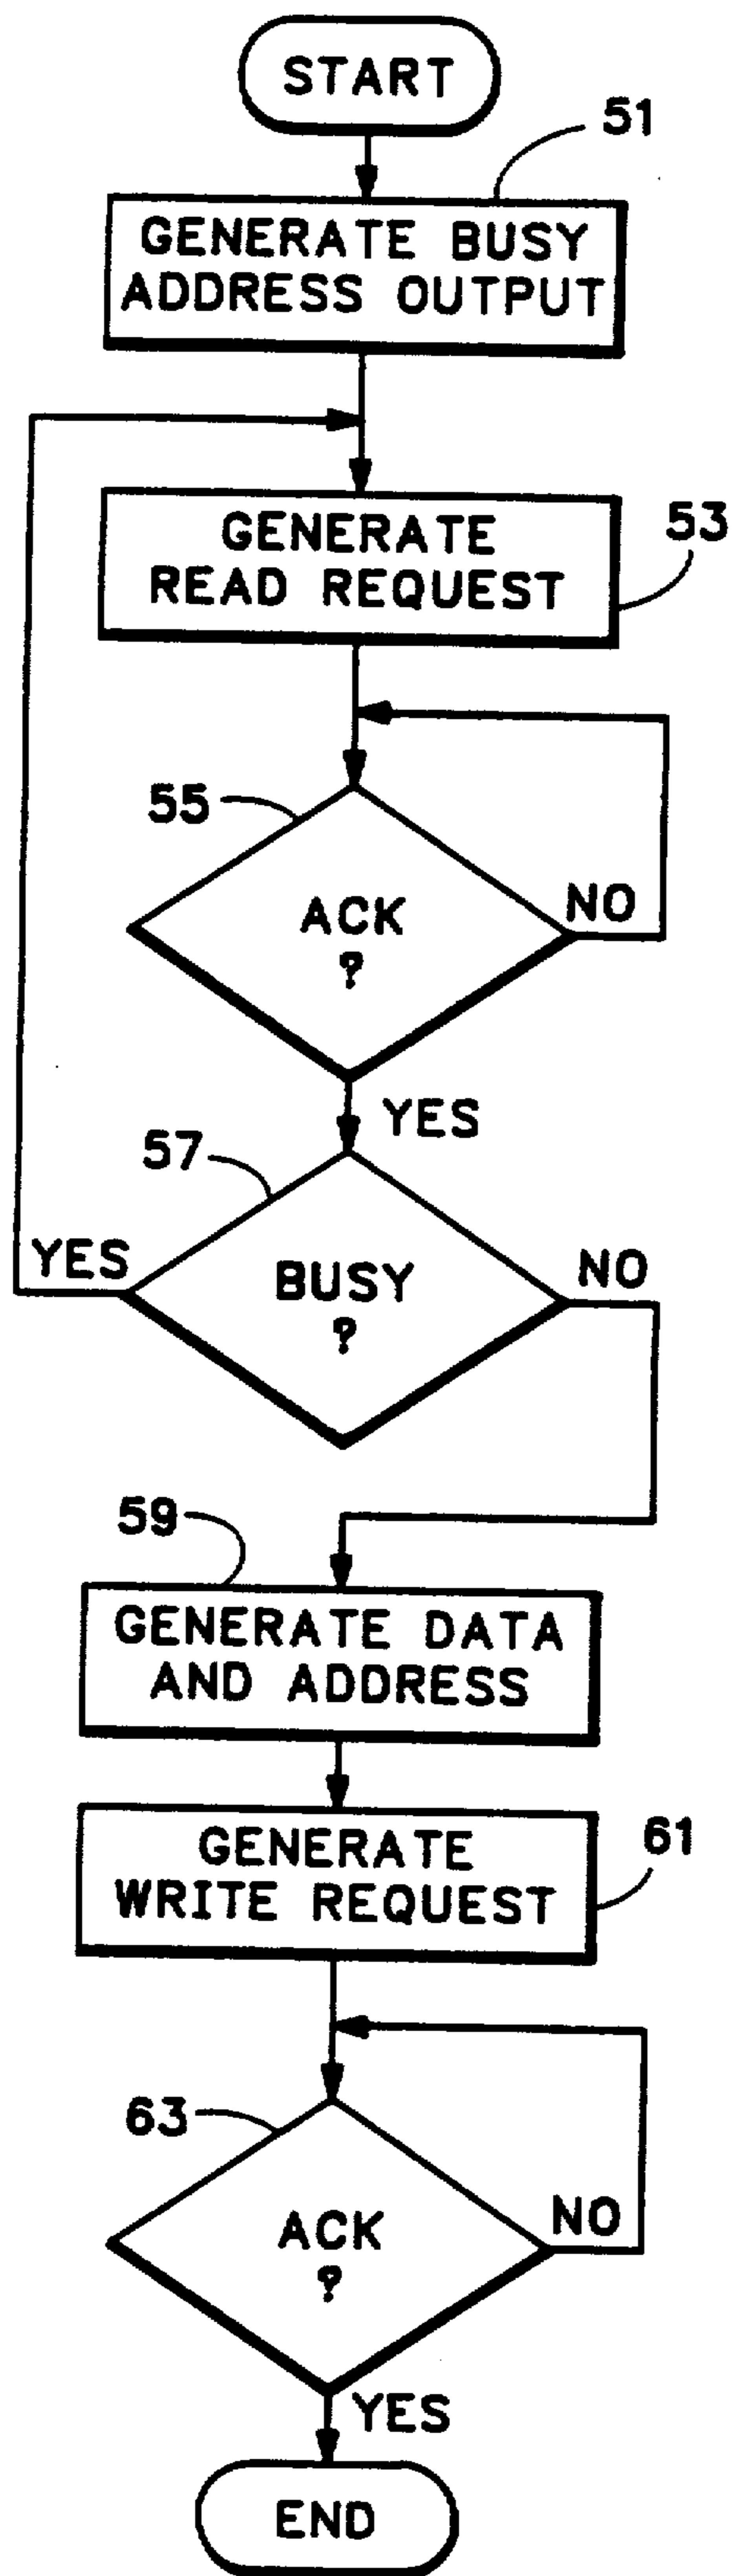 START
51
GENERATE BUSY
ADDRESS OUTPUT
GENERATE
READ REQUEST
53
55
ACK
?
NO
YES
57
YES
BUSY
?
NO
59
GENERATE DATA
AND ADDRESS
GENERATE
WRITE REQUEST
61
63
ACK
?
NO
YES
END